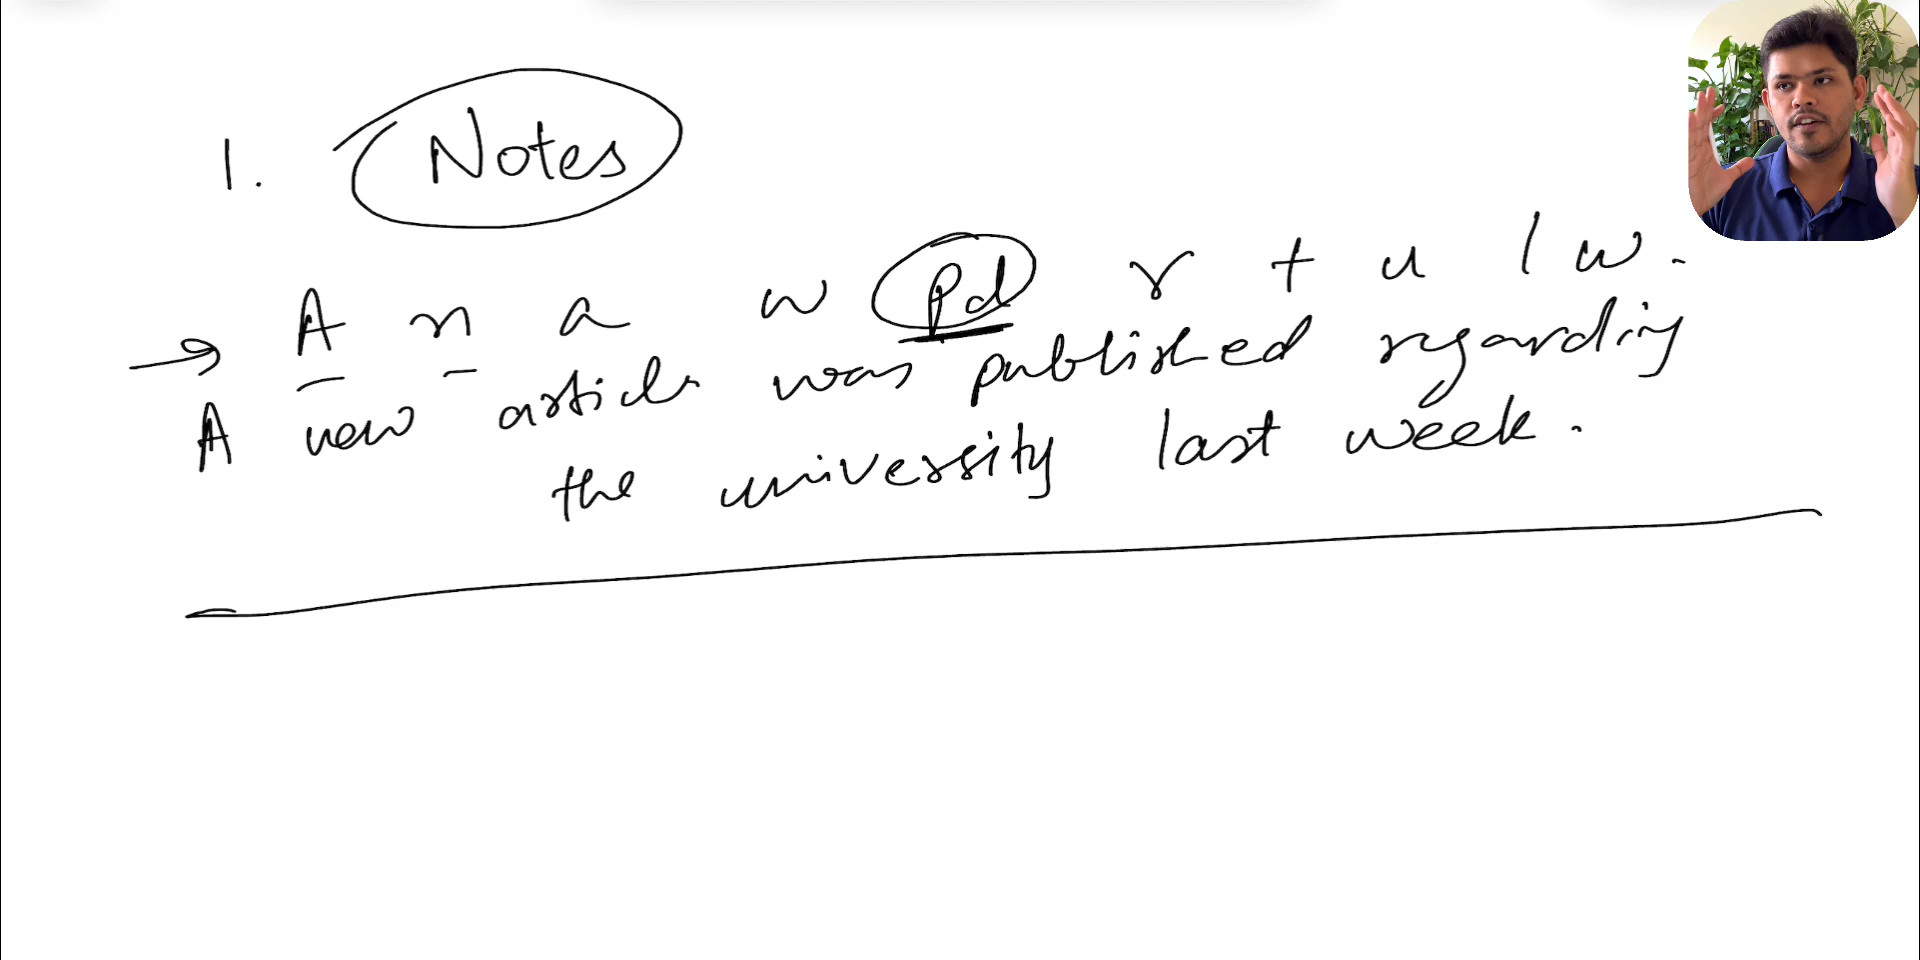 1. Notes
→ A n a w Pd r t u l w.
A new article was published regarding
the university last week.